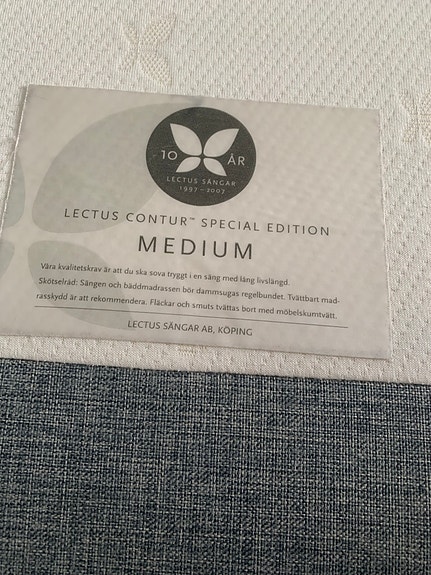 10 ÅR
LECTUS SÄNGAR
1997–2007
LECTUS CONTUR™ SPECIAL EDITION
MEDIUM
Våra kvalitetskrav är att du ska sova tryggt i en säng med lång livslängd.
Skötselråd: Sängen och bäddmadrassen bör dammsugas regelbundet. Tvättbart mad-
rasskydd är att rekommendera. Fläckar och smuts tvättas bort med möbelskumtvätt.
LECTUS SÄNGAR AB, KÖPING